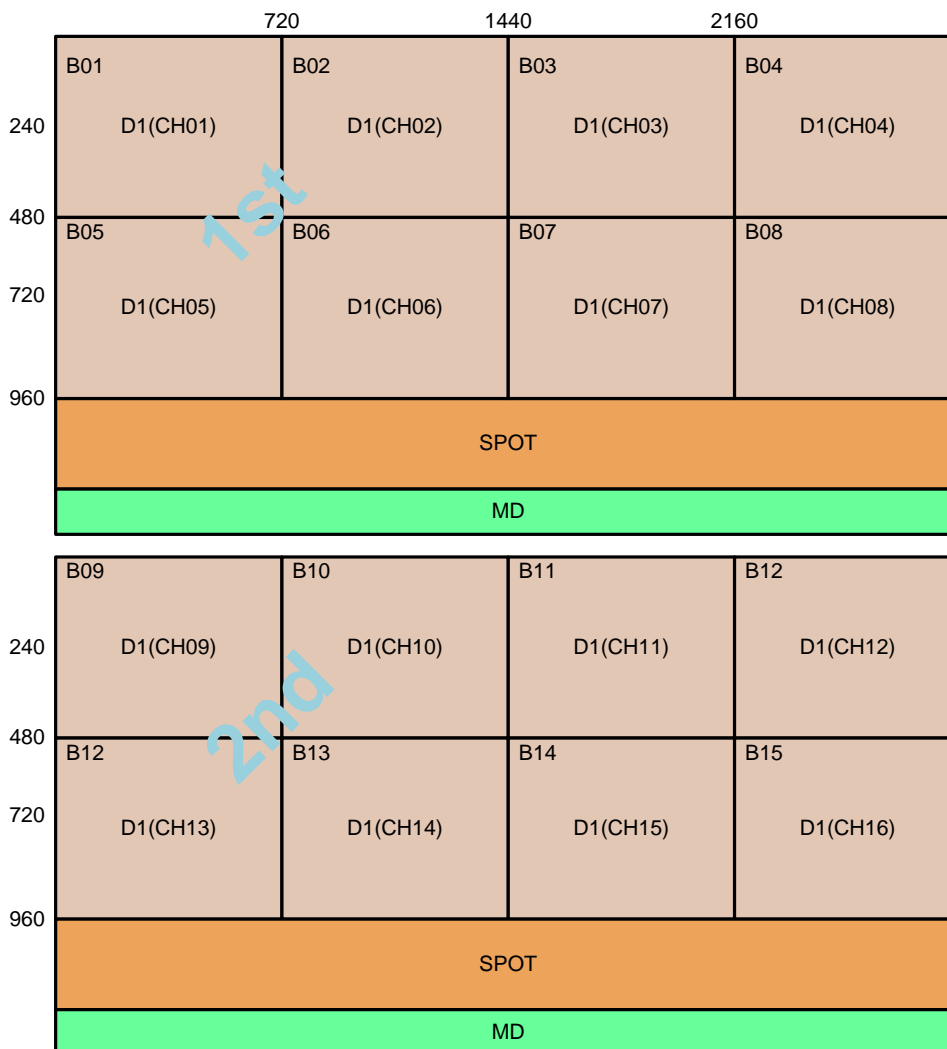 720 1440 2160
B01 B02 B03 B04
240 D1(CH01) D1(CH02) D1(CH03) D1(CH04)
1st
480
B05 B06 B07 B08
720 D1(CH05) D1(CH06) D1(CH07) D1(CH08)
960
SPOT
MD
B09 B10 B11 B12
240 D1(CH09) D1(CH10) D1(CH11) D1(CH12)
2nd
480
B12 B13 B14 B15
720 D1(CH13) D1(CH14) D1(CH15) D1(CH16)
960
SPOT
MD